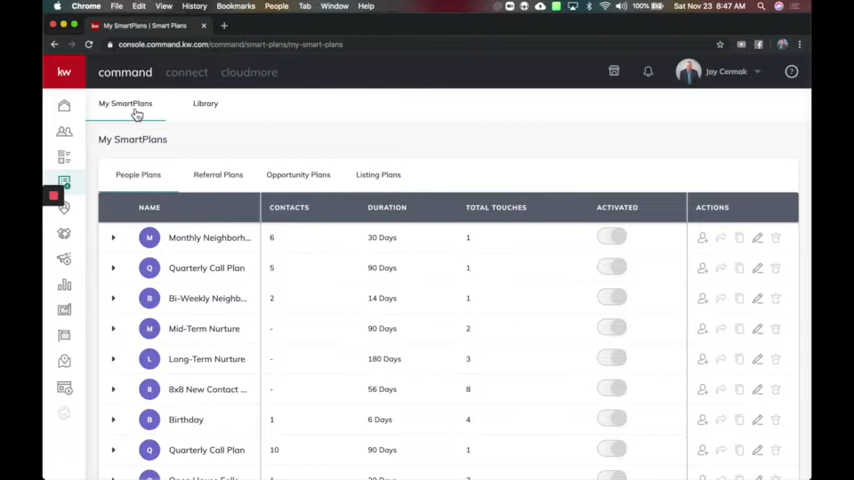 Chrome File Edit View History Bookmarks People Tab Window Help 100% Sat Nov 23 8:47 AM
My SmartPlans | Smart Plans
console.command.kw.com/command/smart-plans/my-smart-plans
kw command connect cloudmore Jay Cermak
My SmartPlans Library
My SmartPlans
People Plans Referral Plans Opportunity Plans Listing Plans
NAME CONTACTS DURATION TOTAL TOUCHES ACTIVATED ACTIONS
M Monthly Neighborh... 6 30 Days 1
Q Quarterly Call Plan 5 90 Days 1
B Bi-Weekly Neighb... 2 14 Days 1
M Mid-Term Nurture - 90 Days 2
L Long-Term Nurture - 180 Days 3
8 8x8 New Contact ... - 56 Days 8
B Birthday 1 6 Days 4
Q Quarterly Call Plan 10 90 Days 1